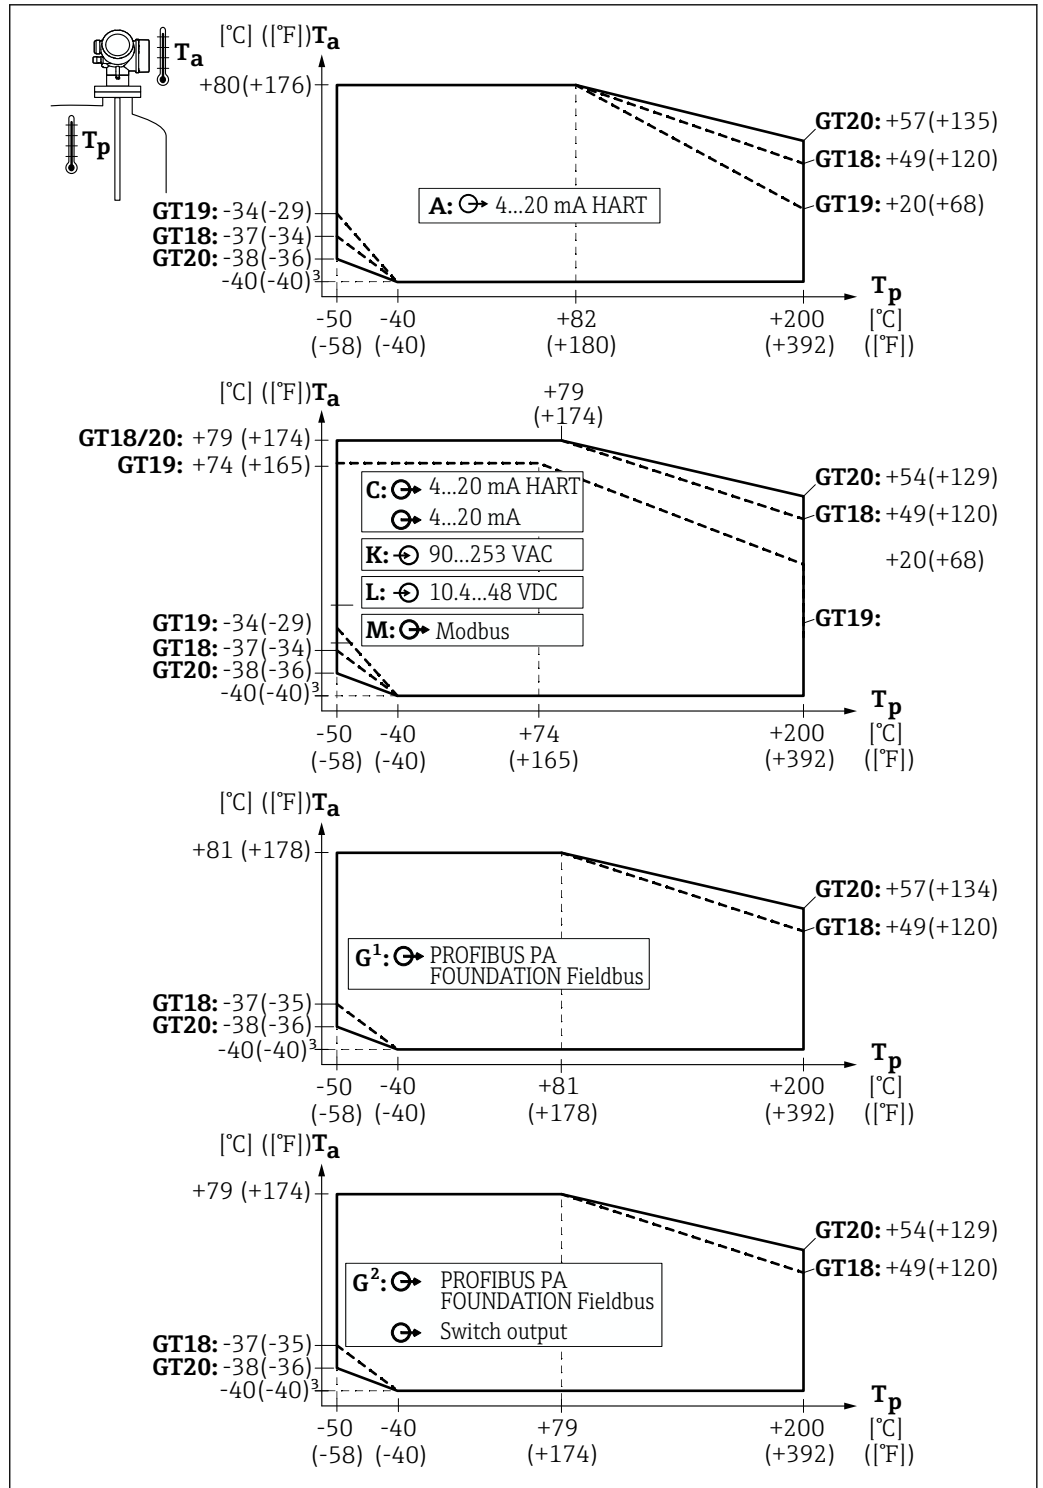 [°C] ([°F]) Ta
Ta
Tp
+80(+176)
GT20: +57(+135)
GT18: +49(+120)
GT19: +20(+68)
A: 4...20 mA HART
GT19: -34(-29)
GT18: -37(-34)
GT20: -38(-36)
-40(-40)³
Tp
-50 -40 +82 +200 [°C]
(-58) (-40) (+180) (+392) ([°F])
[°C] ([°F]) Ta
+79
(+174)
GT18/20: +79 (+174)
GT19: +74 (+165)
GT20: +54(+129)
GT18: +49(+120)
+20(+68)
GT19:
C: 4...20 mA HART
4...20 mA
K: 90...253 VAC
L: 10.4...48 VDC
M: Modbus
GT19: -34(-29)
GT18: -37(-34)
GT20: -38(-36)
-40(-40)³
Tp
-50 -40 +74 +200 [°C]
(-58) (-40) (+165) (+392) ([°F])
[°C] ([°F]) Ta
+81 (+178)
GT20: +57(+134)
GT18: +49(+120)
G¹: PROFIBUS PA
FOUNDATION Fieldbus
GT18: -37(-35)
GT20: -38(-36)
-40(-40)³
Tp
-50 -40 +81 +200 [°C]
(-58) (-40) (+178) (+392) ([°F])
[°C] ([°F]) Ta
+79 (+174)
GT20: +54(+129)
GT18: +49(+120)
G²: PROFIBUS PA
FOUNDATION Fieldbus
Switch output
GT18: -37(-35)
GT20: -38(-36)
-40(-40)³
Tp
-50 -40 +79 +200 [°C]
(-58) (-40) (+174) (+392) ([°F])